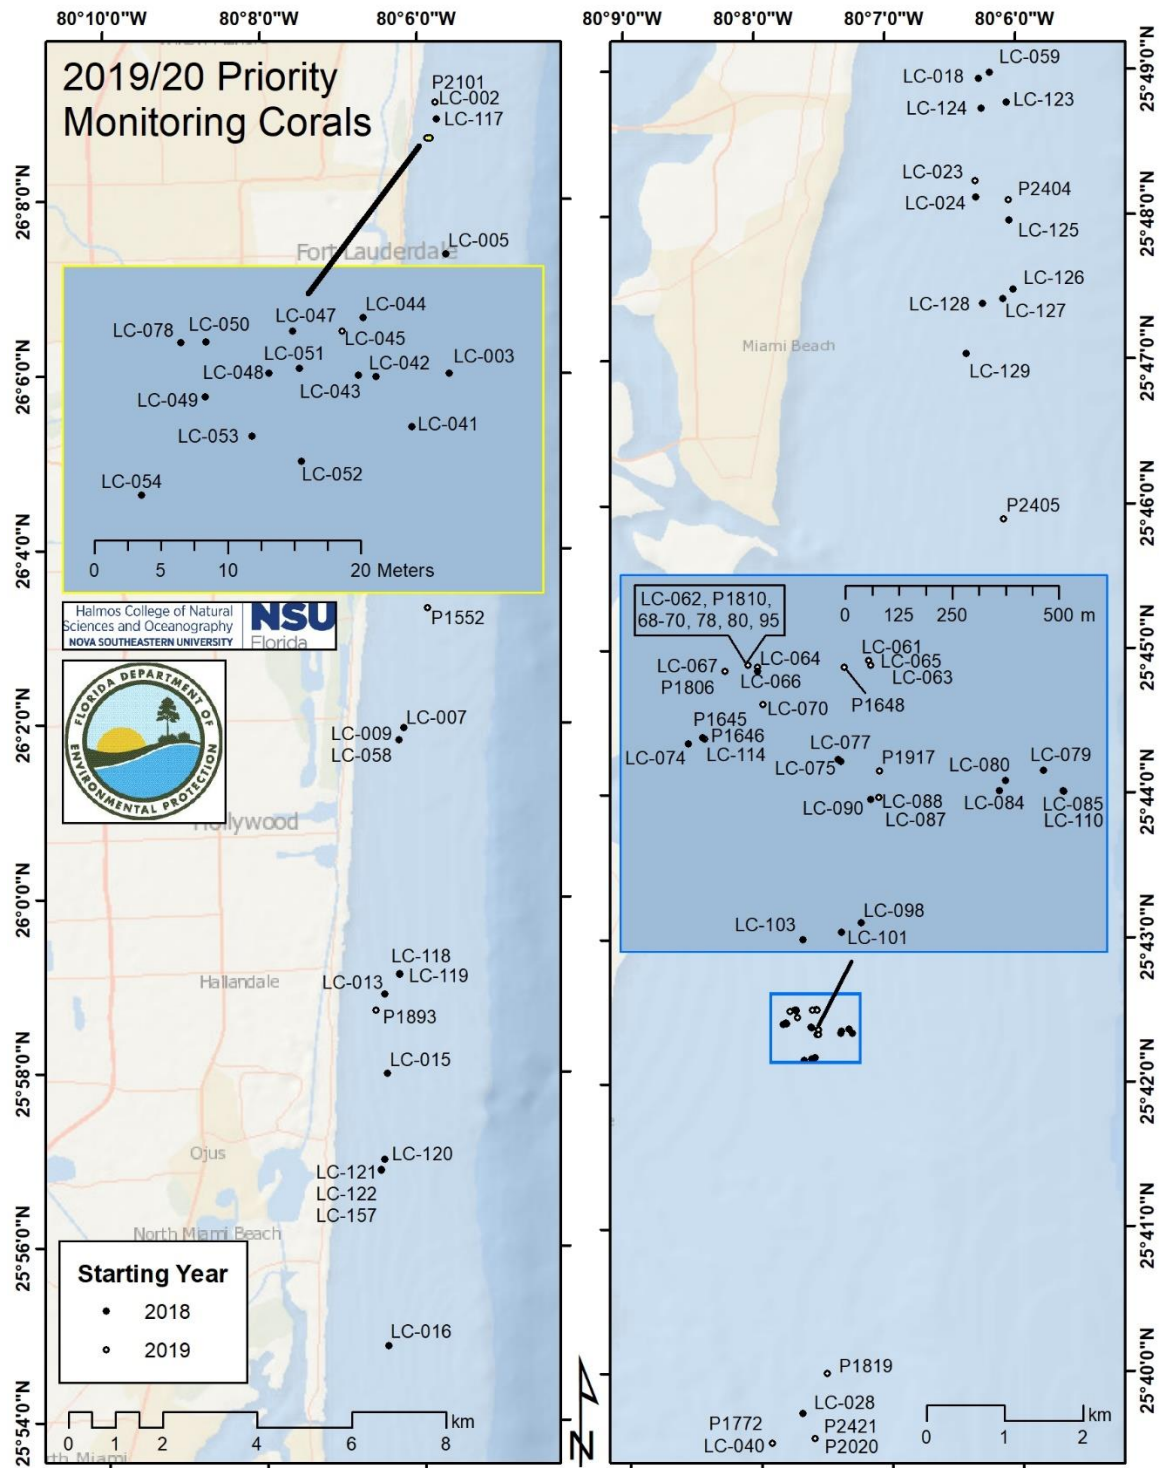 80°10'0"W
80°8'0"W
80°6'0"W
80°9'0"W
80°8'0"W
80°7'0"W
80°6'0"W
2019/20 Priority
Monitoring Corals
P2101
LC-002
LC-117
LC-005
Fort Lauderdale
LC-044
LC-047
LC-045
LC-050
LC-078
LC-051
LC-042
LC-003
LC-048
LC-043
LC-049
LC-041
LC-053
LC-052
LC-054
0 5 10 20 Meters
Halmos College of Natural
Sciences and Oceanography
NOVA SOUTHEASTERN UNIVERSITY
NSU
Florida
P1552
FLORIDA DEPARTMENT OF
ENVIRONMENTAL PROTECTION
LC-007
LC-009
LC-058
Hollywood
LC-118
LC-119
LC-013
Hallandale
P1893
LC-015
Ojus
LC-120
LC-121
LC-122
LC-157
North Miami Beach
Starting Year
2018
2019
LC-016
0 1 2 4 6 8 km
rth Miami
26°8'0"N
26°6'0"N
26°4'0"N
26°2'0"N
26°0'0"N
25°58'0"N
25°56'0"N
25°54'0"N
N
LC-059
LC-018
LC-123
LC-124
LC-023
P2404
LC-024
LC-125
LC-126
LC-128
LC-127
Miami Beach
LC-129
P2405
LC-062, P1810,
68-70, 78, 80, 95
0 125 250 500 m
LC-061
LC-064
LC-065
LC-067
LC-066
LC-063
P1806
P1648
LC-070
P1645
P1646
LC-077
LC-074
LC-114
LC-075
P1917
LC-079
LC-080
LC-084
LC-085
LC-110
LC-090
LC-088
LC-087
LC-098
LC-103
LC-101
P1819
LC-028
P1772
P2421
LC-040
P2020
0 1 2 km
25°49'0"N
25°48'0"N
25°47'0"N
25°46'0"N
25°45'0"N
25°44'0"N
25°43'0"N
25°42'0"N
25°41'0"N
25°40'0"N